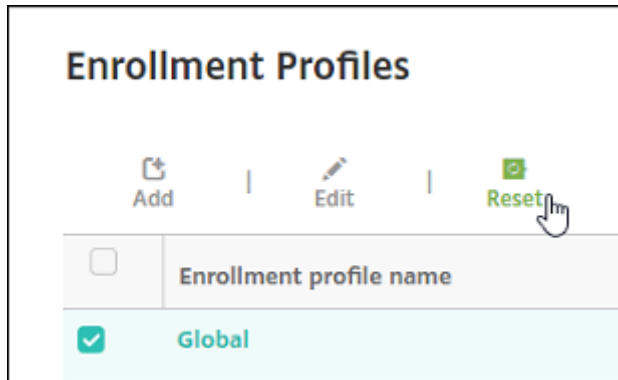 Enrollment Profiles
Add | Edit | Reset
Enrollment profile name
Global